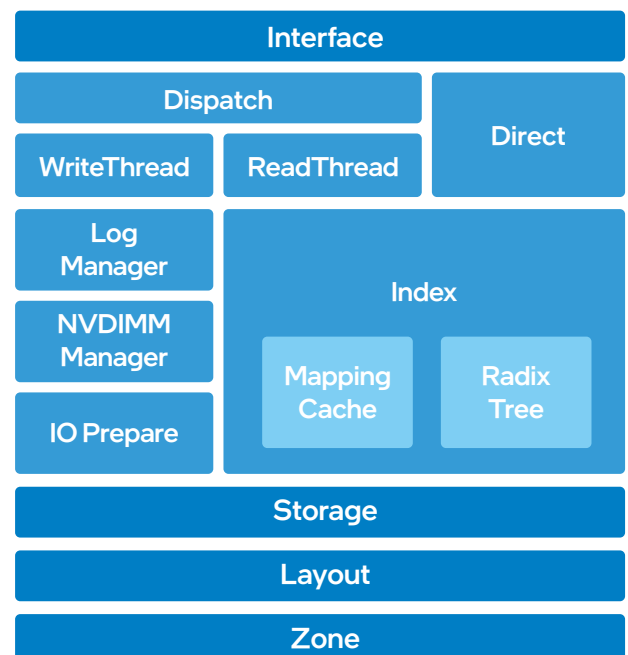 Interface
Dispatch
Direct
WriteThread
ReadThread
Log
Manager
Index
NVDIMM
Manager
Mapping
Cache
Radix
Tree
IO Prepare
Storage
Layout
Zone